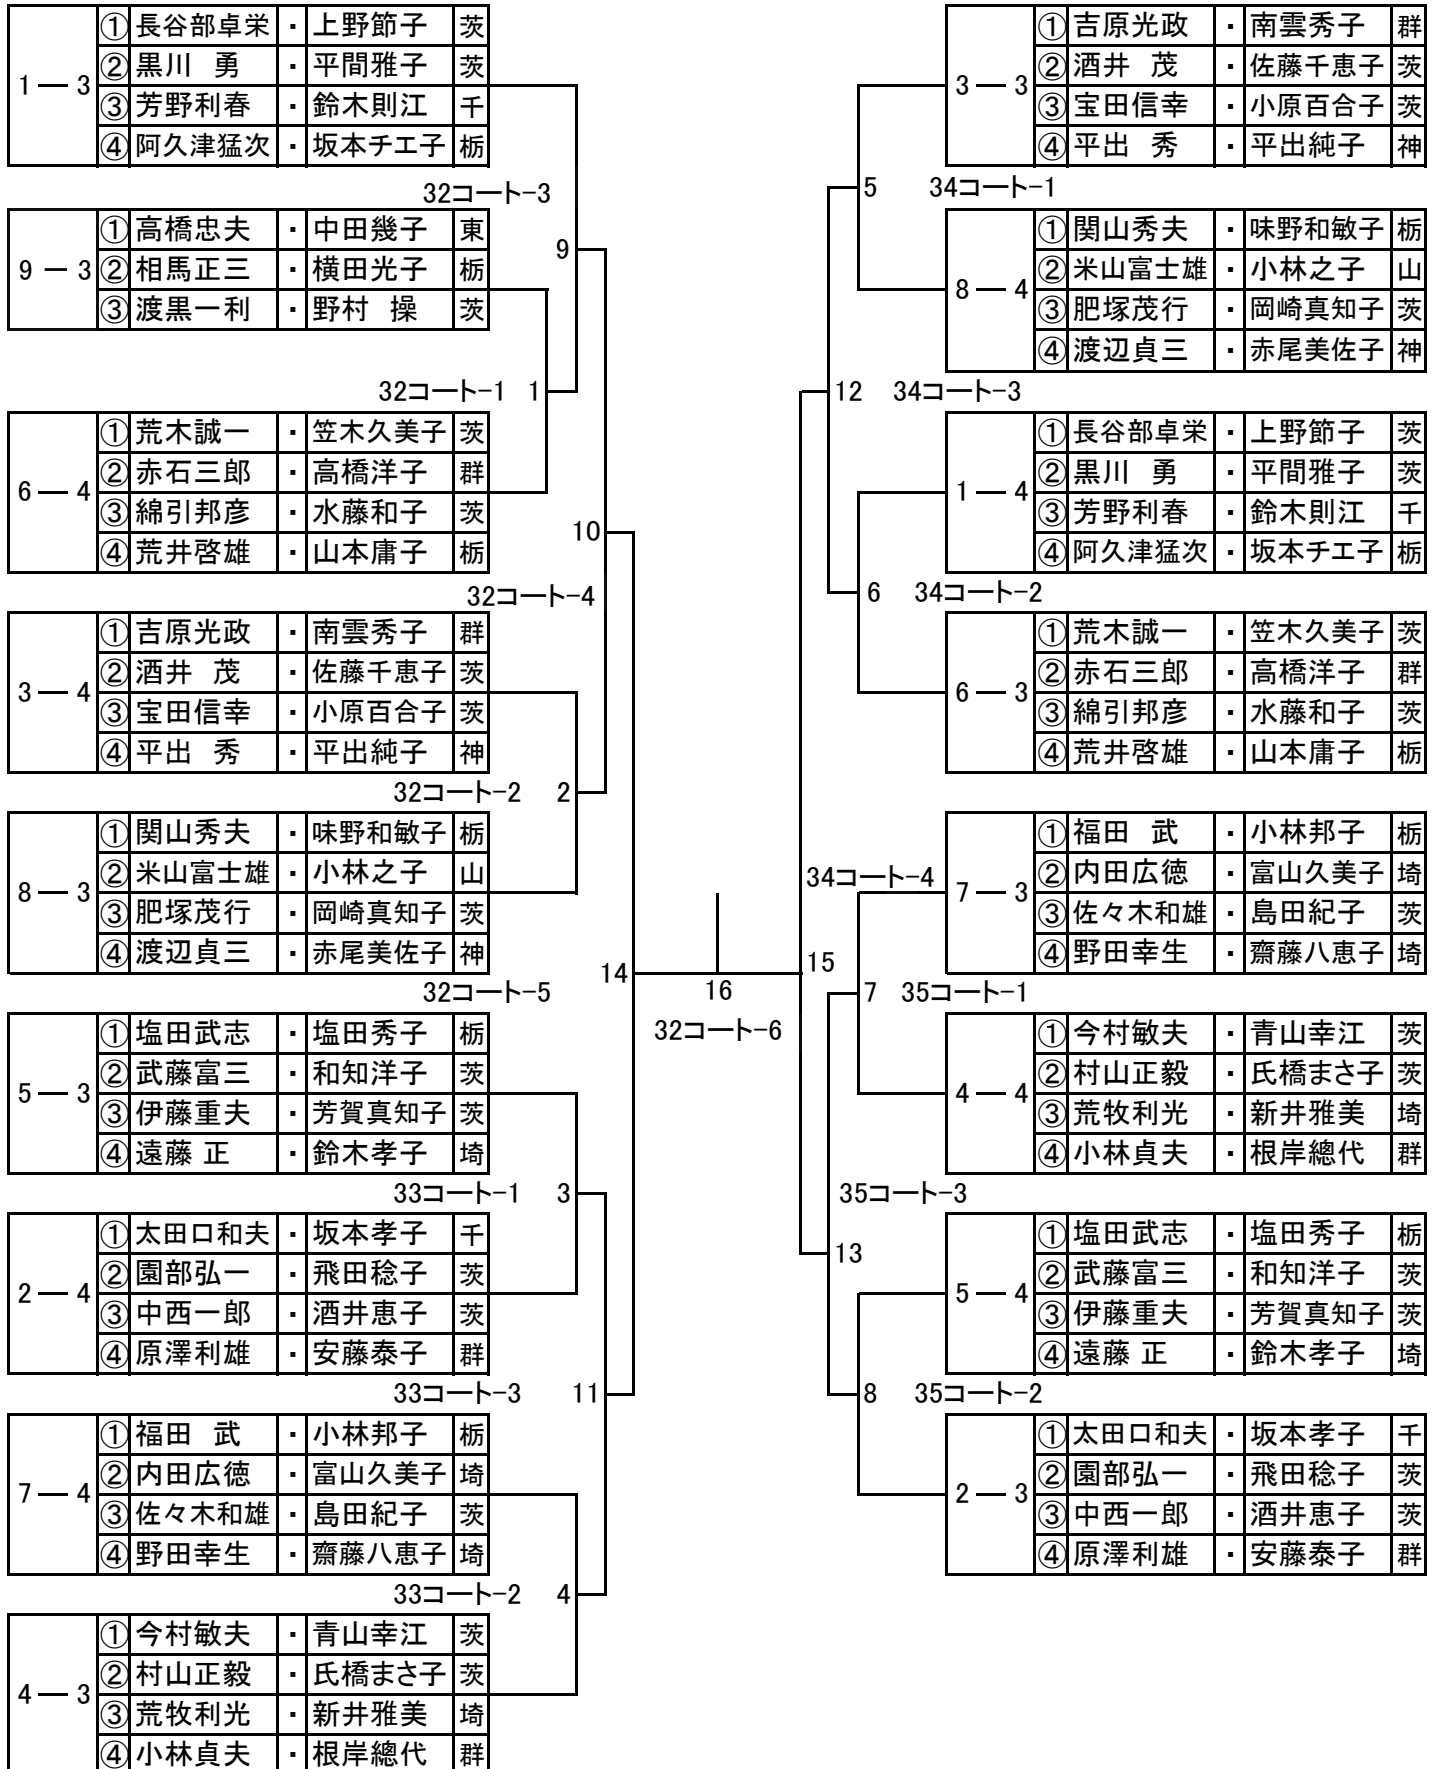 1 — 3
① 長谷部卓栄 ・ 上野節子 茨
② 黒川 勇 ・ 平間雅子 茨
③ 芳野利春 ・ 鈴木則江 千
④ 阿久津猛次 ・ 坂本チエ子 栃
32コート-3
9 — 3
① 高橋忠夫 ・ 中田幾子 東
② 相馬正三 ・ 横田光子 栃
③ 渡黒一利 ・ 野村 操 茨
9
32コート-1 1
6 — 4
① 荒木誠一 ・ 笠木久美子 茨
② 赤石三郎 ・ 高橋洋子 群
③ 綿引邦彦 ・ 水藤和子 茨
④ 荒井啓雄 ・ 山本庸子 栃
10
32コート-4
3 — 4
① 吉原光政 ・ 南雲秀子 群
② 酒井 茂 ・ 佐藤千恵子 茨
③ 宝田信幸 ・ 小原百合子 茨
④ 平出 秀 ・ 平出純子 神
32コート-2 2
8 — 3
① 関山秀夫 ・ 味野和敏子 栃
② 米山富士雄 ・ 小林之子 山
③ 肥塚茂行 ・ 岡崎真知子 茨
④ 渡辺貞三 ・ 赤尾美佐子 神
32コート-5
14
5 — 3
① 塩田武志 ・ 塩田秀子 栃
② 武藤富三 ・ 和知洋子 茨
③ 伊藤重夫 ・ 芳賀真知子 茨
④ 遠藤 正 ・ 鈴木孝子 埼
33コート-1 3
2 — 4
① 太田口和夫 ・ 坂本孝子 千
② 園部弘一 ・ 飛田稔子 茨
③ 中西一郎 ・ 酒井恵子 茨
④ 原澤利雄 ・ 安藤泰子 群
33コート-3 11
7 — 4
① 福田 武 ・ 小林邦子 栃
② 内田広徳 ・ 富山久美子 埼
③ 佐々木和雄 ・ 島田紀子 茨
④ 野田幸生 ・ 齋藤八恵子 埼
33コート-2 4
4 — 3
① 今村敏夫 ・ 青山幸江 茨
② 村山正毅 ・ 氏橋まさ子 茨
③ 荒牧利光 ・ 新井雅美 埼
④ 小林貞夫 ・ 根岸總代 群
16
32コート-6
3 — 3
① 吉原光政 ・ 南雲秀子 群
② 酒井 茂 ・ 佐藤千恵子 茨
③ 宝田信幸 ・ 小原百合子 茨
④ 平出 秀 ・ 平出純子 神
5 34コート-1
8 — 4
① 関山秀夫 ・ 味野和敏子 栃
② 米山富士雄 ・ 小林之子 山
③ 肥塚茂行 ・ 岡崎真知子 茨
④ 渡辺貞三 ・ 赤尾美佐子 神
12 34コート-3
1 — 4
① 長谷部卓栄 ・ 上野節子 茨
② 黒川 勇 ・ 平間雅子 茨
③ 芳野利春 ・ 鈴木則江 千
④ 阿久津猛次 ・ 坂本チエ子 栃
6 34コート-2
6 — 3
① 荒木誠一 ・ 笠木久美子 茨
② 赤石三郎 ・ 高橋洋子 群
③ 綿引邦彦 ・ 水藤和子 茨
④ 荒井啓雄 ・ 山本庸子 栃
34コート-4
7 — 3
① 福田 武 ・ 小林邦子 栃
② 内田広徳 ・ 富山久美子 埼
③ 佐々木和雄 ・ 島田紀子 茨
④ 野田幸生 ・ 齋藤八恵子 埼
15
7 35コート-1
4 — 4
① 今村敏夫 ・ 青山幸江 茨
② 村山正毅 ・ 氏橋まさ子 茨
③ 荒牧利光 ・ 新井雅美 埼
④ 小林貞夫 ・ 根岸總代 群
35コート-3
13
5 — 4
① 塩田武志 ・ 塩田秀子 栃
② 武藤富三 ・ 和知洋子 茨
③ 伊藤重夫 ・ 芳賀真知子 茨
④ 遠藤 正 ・ 鈴木孝子 埼
8 35コート-2
2 — 3
① 太田口和夫 ・ 坂本孝子 千
② 園部弘一 ・ 飛田稔子 茨
③ 中西一郎 ・ 酒井恵子 茨
④ 原澤利雄 ・ 安藤泰子 群